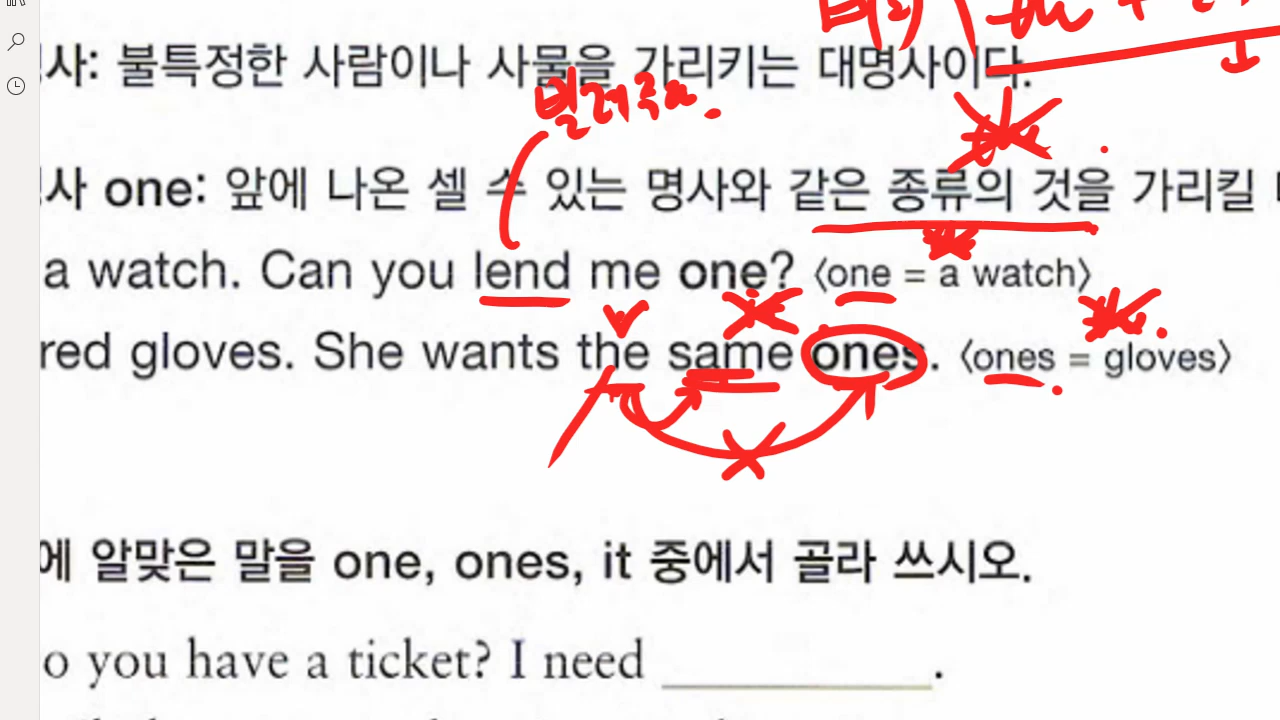 사: 불특정한 사람이나 사물을 가리키는 대명사이다.
빌려주다.
사 one: 앞에 나온 셀 수 있는 명사와 같은 종류의 것을 가리킬
a watch. Can you lend me one? 〈one = a watch〉
red gloves. She wants the same ones. 〈ones = gloves〉
에 알맞은 말을 one, ones, it 중에서 골라 쓰시오.
o you have a ticket? I need ________.